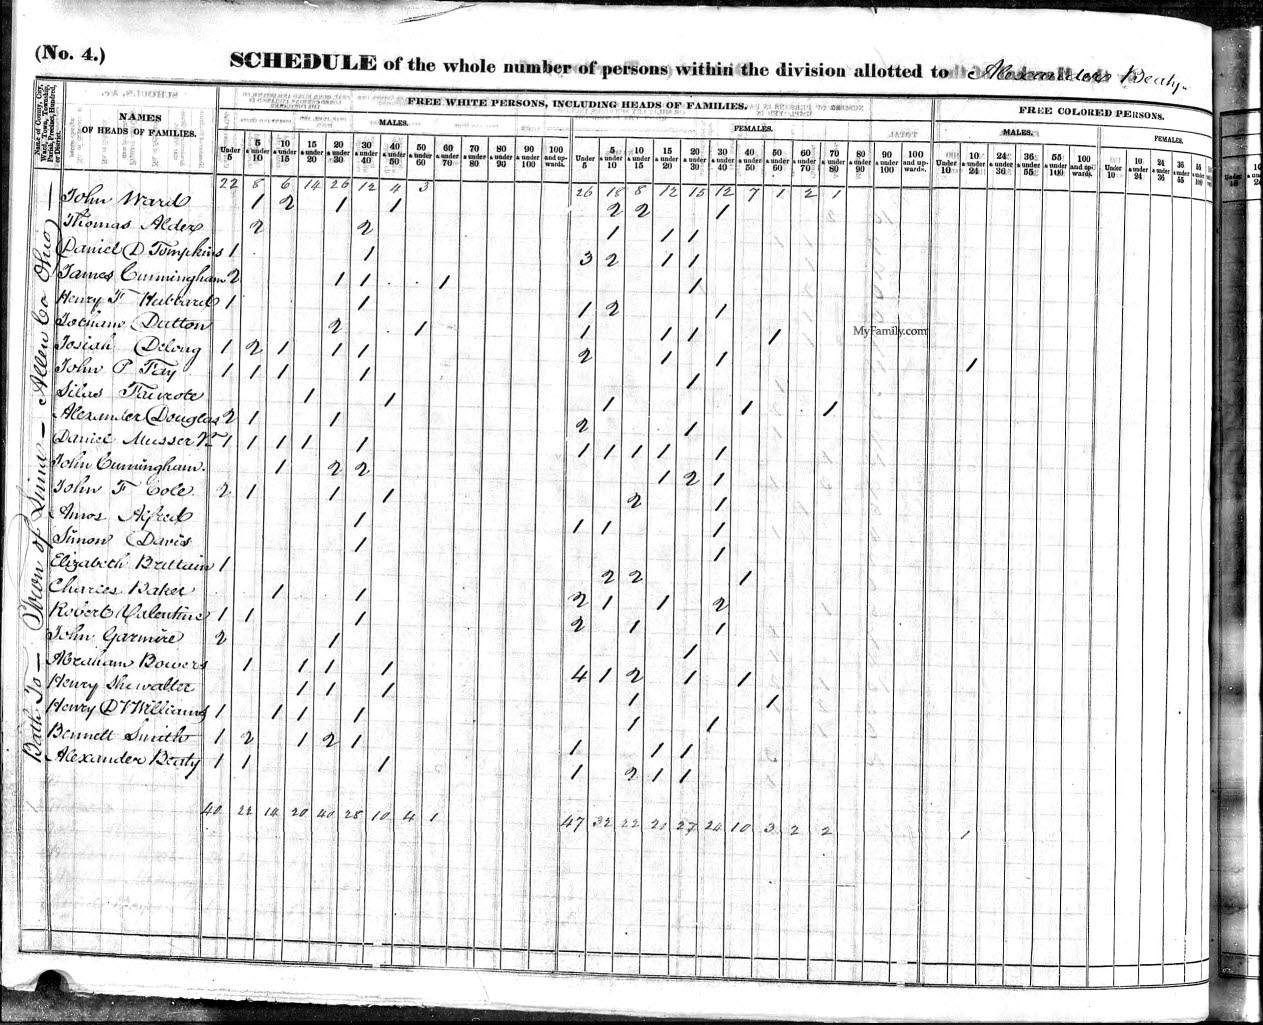 (No. 4.)
SCHEDULE of the whole number of persons within the division allotted to Alexander Beaty.
Name of County, City, Ward, Town, Township, Parish, Precinct, Hundred, or District.
NAMES
OF HEADS OF FAMILIES.
FREE WHITE PERSONS, INCLUDING HEADS OF FAMILIES.
FREE COLORED PERSONS.
MALES.
FEMALES.
MALES.
FEMALES.
Under 5 | 5 & under 10 | 10 & under 15 | 15 & under 20 | 20 & under 30 | 30 & under 40 | 40 & under 50 | 50 & under 60 | 60 & under 70 | 70 & under 80 | 80 & under 90 | 90 & under 100 | 100 and upwards.
Under 5 | 5 & under 10 | 10 & under 15 | 15 & under 20 | 20 & under 30 | 30 & under 40 | 40 & under 50 | 50 & under 60 | 60 & under 70 | 70 & under 80 | 80 & under 90 | 90 & under 100 | 100 and upwards.
Under 10 | 10 & under 24 | 24 & under 36 | 36 & under 55 | 55 & under 100 | 100 and upwards.
Under 10 | 10 & under 24 | 24 & under 36 | 36 & under 55 | 55 & under 100
22 8 6 14 26 12 4 3 26 18 8 12 15 12 7 1 2 1
John Ward 1 2 1 1 2 2 1
Thomas Alder 2 2 1 1 1
Daniel D Tompkins 1 1 3 2 1 1
James Cunningham 2 1 1 1 1
Henry F Hubbard 1 1 1 2 1
Dutton 2 1 1 1 1 1
MyFamily.com
Josiah Delong 1 2 1 1 1 2 1 1 1
John P Fay 1 1 1 1 1
Silas 1 1 1 1 1
Alexander Douglas 2 1 1 2 1
Daniel Musser 1 1 1 1 1 1 1 1 1 1
John Cuningham 1 2 2 1 2 1
John F Cole 2 1 1 1 2 1
Amos 1 1 1 1
Simon Davis 1 1
Elizabeth Brittain 1 2 2 1
Charles Baker 1 1 2 1 1 2
Robert Valentine 1 1 1 2 1 1
John Garmire 2 1 1
Abraham Bowers 1 1 1 1 4 1 2 1 1
Henry Shewalter 1 1 1 1 1
Henry D V Williams 1 1 1 1 1 1
Bennett Smith 1 2 1 2 1 1 1 1
Alexander Beaty 1 1 1 1 2 1 1
40 22 14 20 40 28 10 4 1 47 32 22 21 27 24 10 3 2 2 1
Bath To — Town of Lima — Allen Co Ohio —